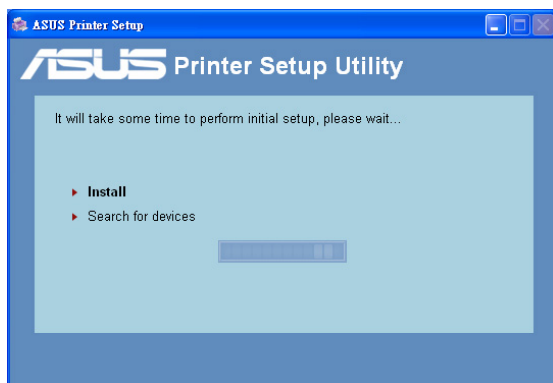 ASUS Printer Setup
ASUS Printer Setup Utility
It will take some time to perform initial setup, please wait...
Install
Search for devices